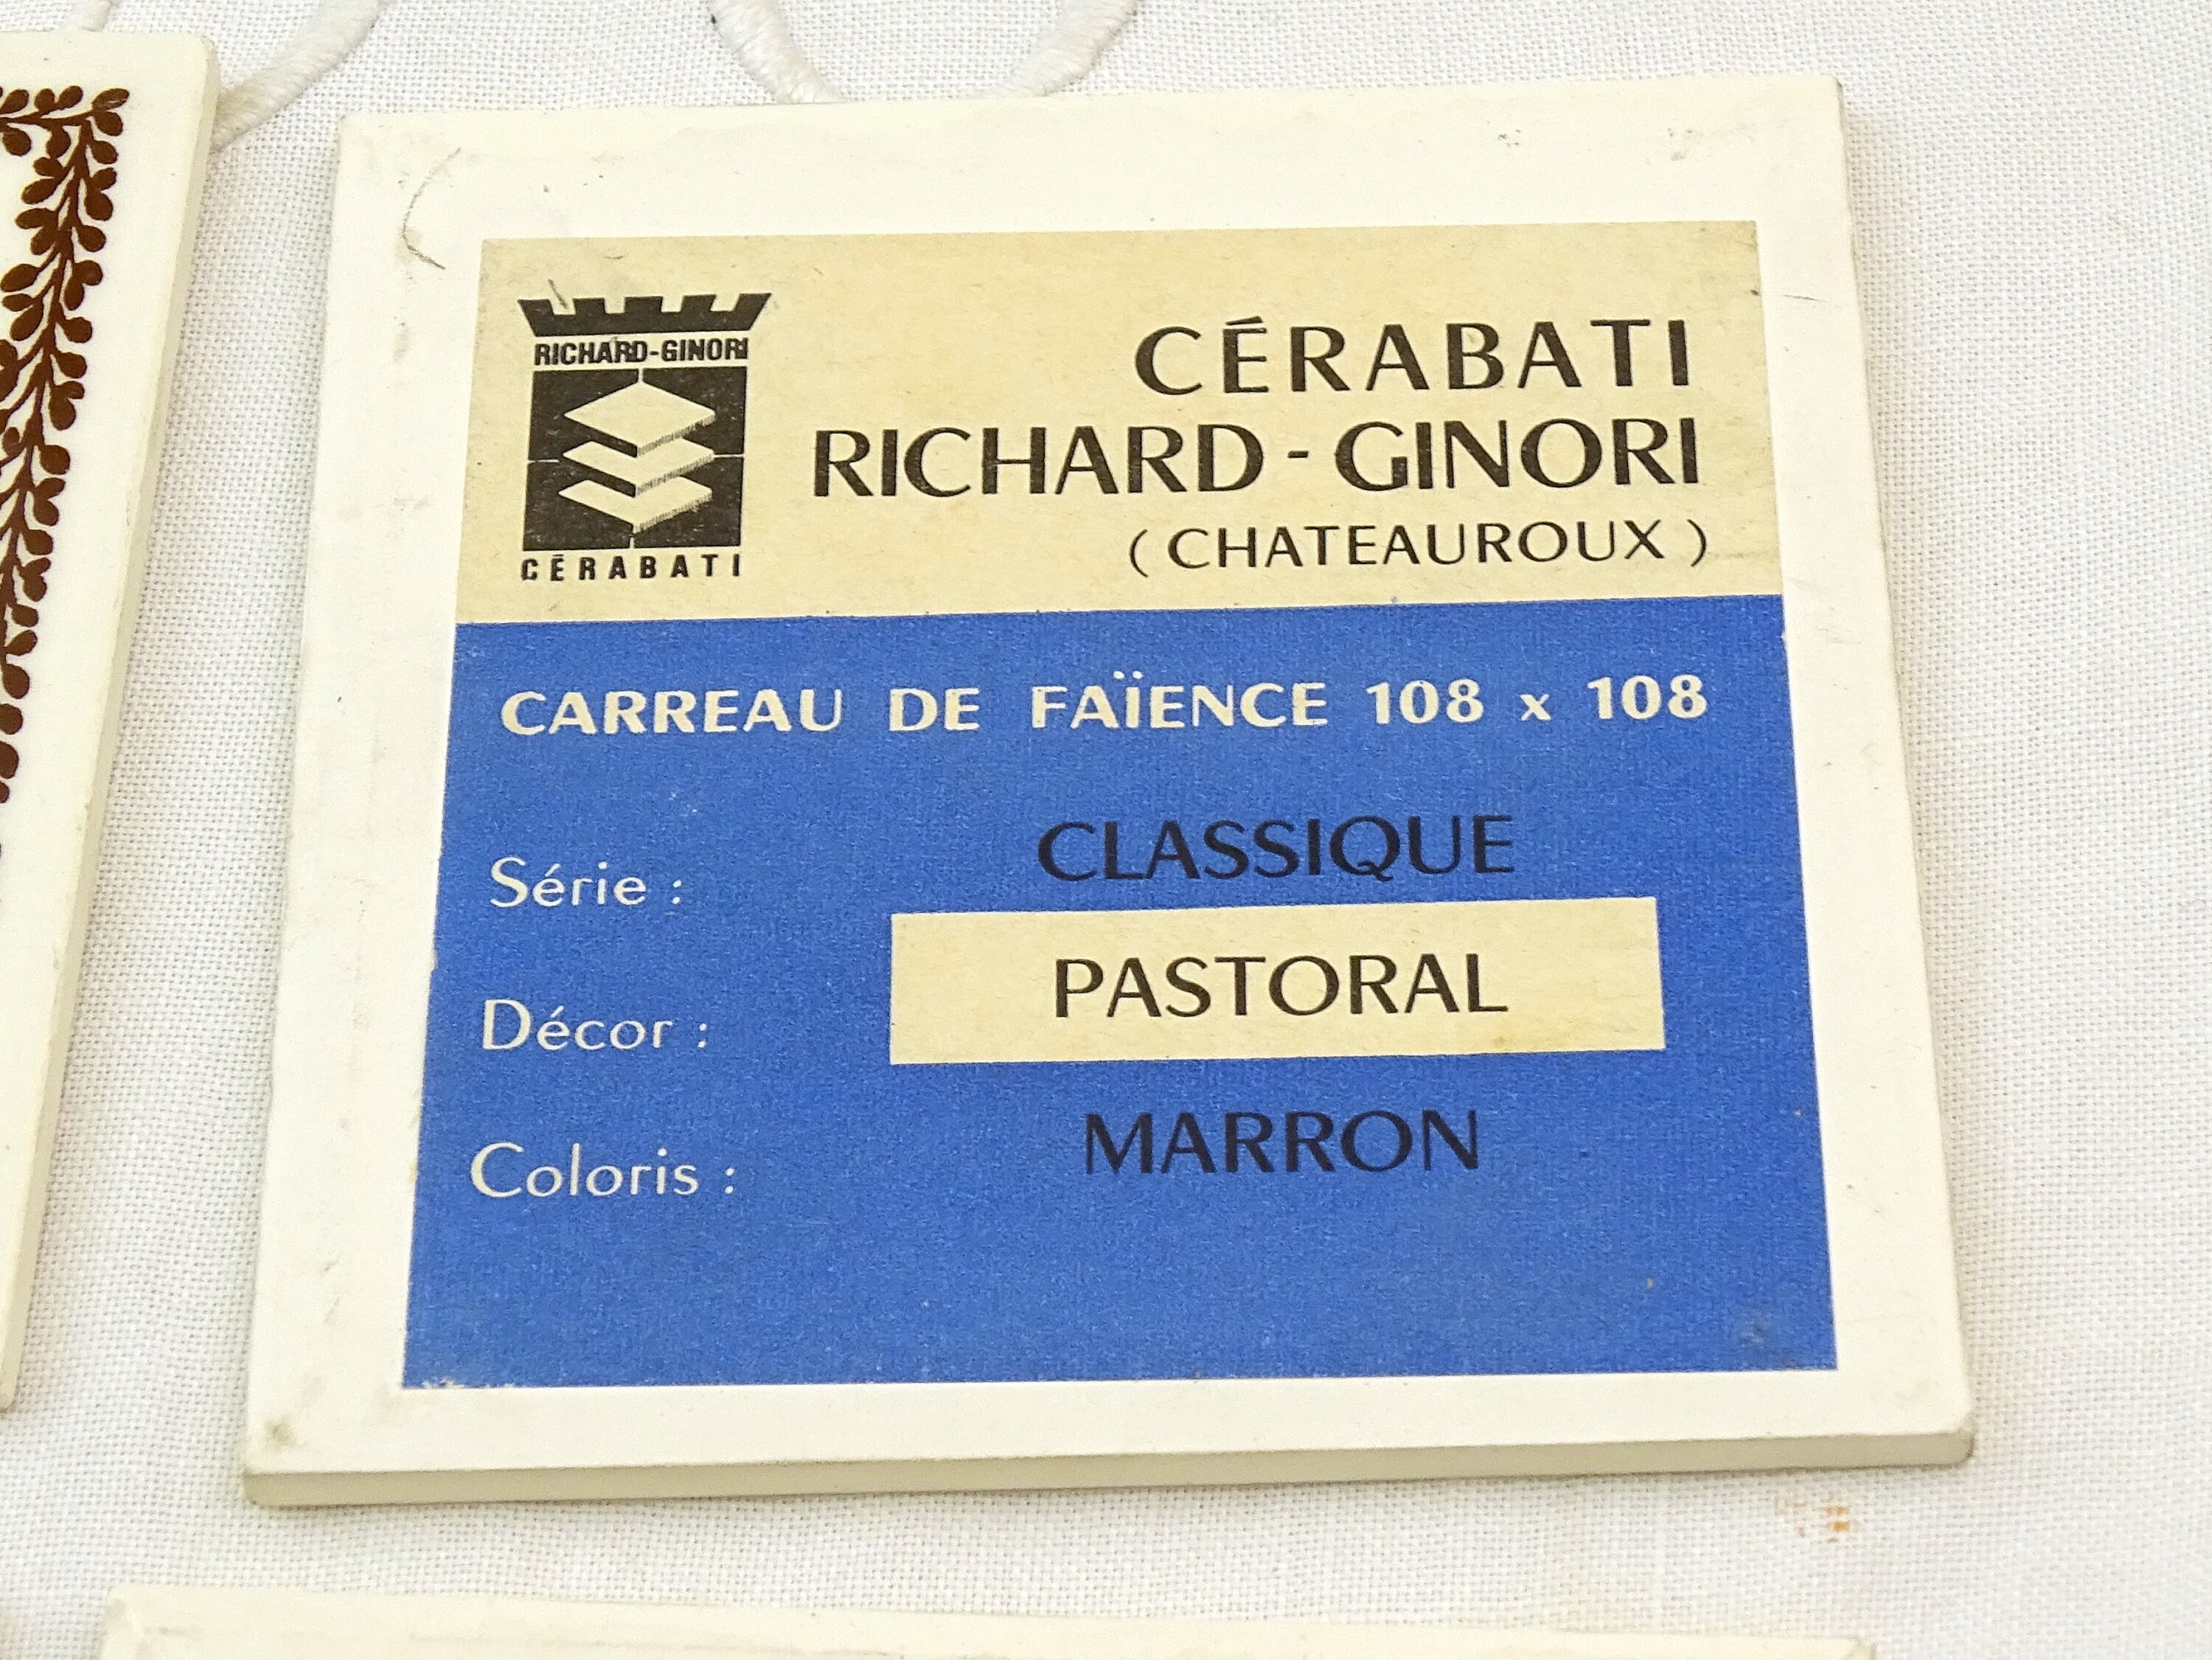 RICHARD-GINORI
CÉRABATI
CÉRABATI
RICHARD - GINORI
( CHATEAUROUX )
CARREAU DE FAÏENCE 108 x 108
Série : CLASSIQUE
Décor : PASTORAL
Coloris : MARRON